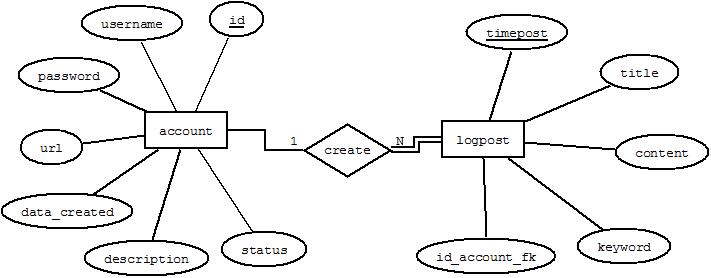 username
id
timepost
password
title
account
1
create
N
logpost
url
content
data_created
description
status
id_account_fk
keyword